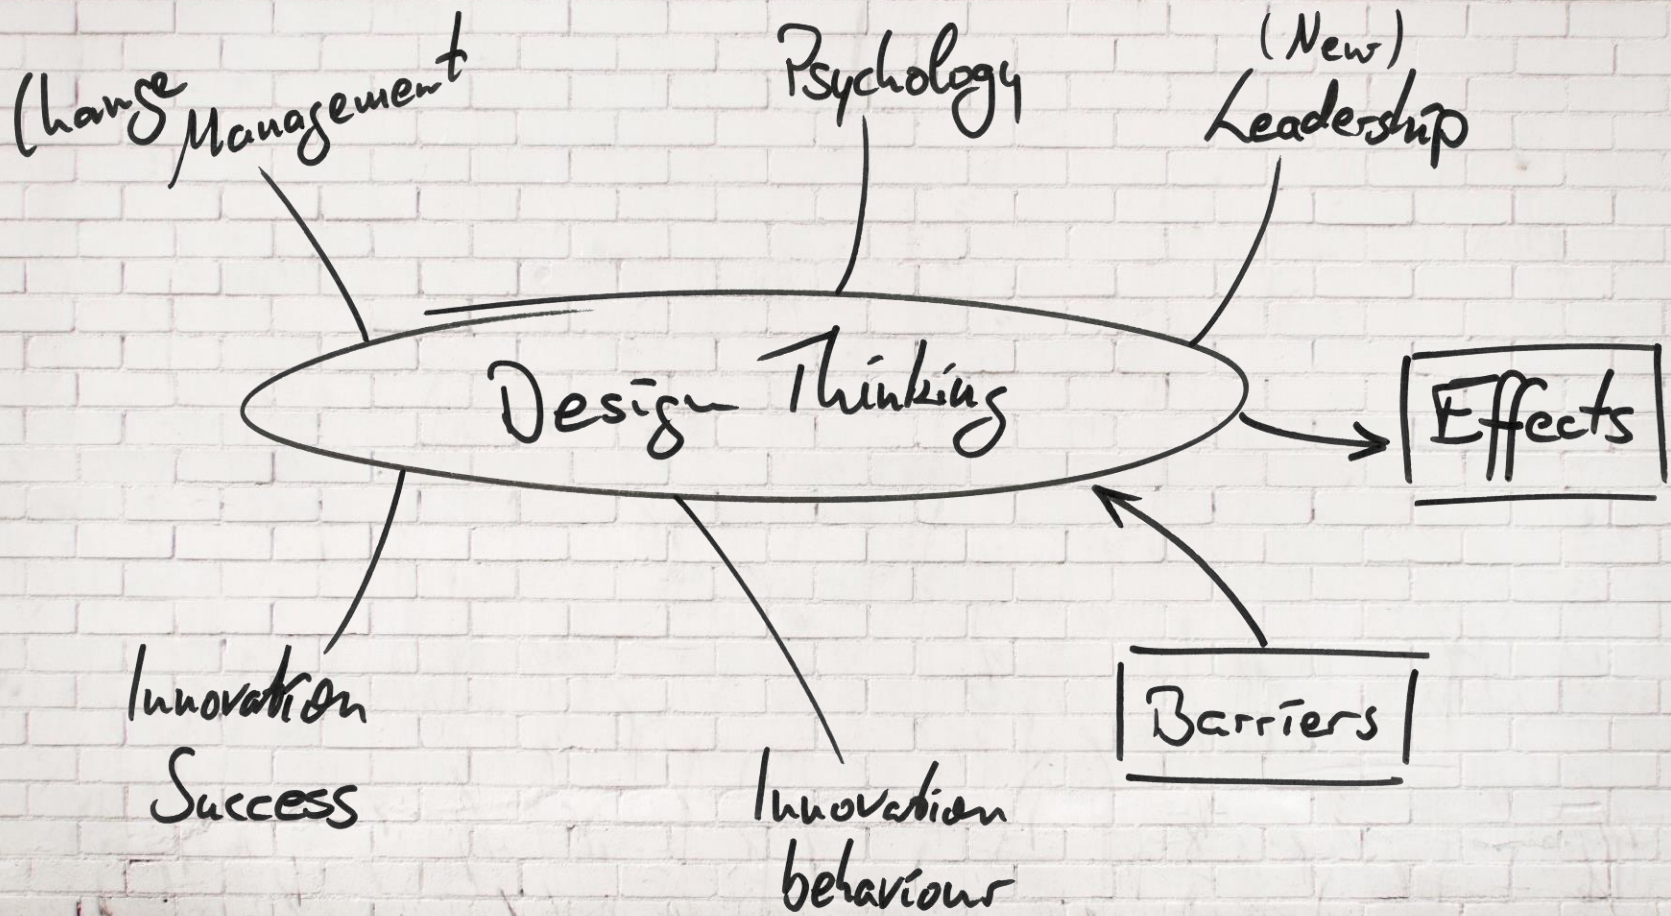 Change Management
Psychology
(New)
Leadership
Design Thinking
Effects
Innovation
Success
Barriers
Innovation
behaviour